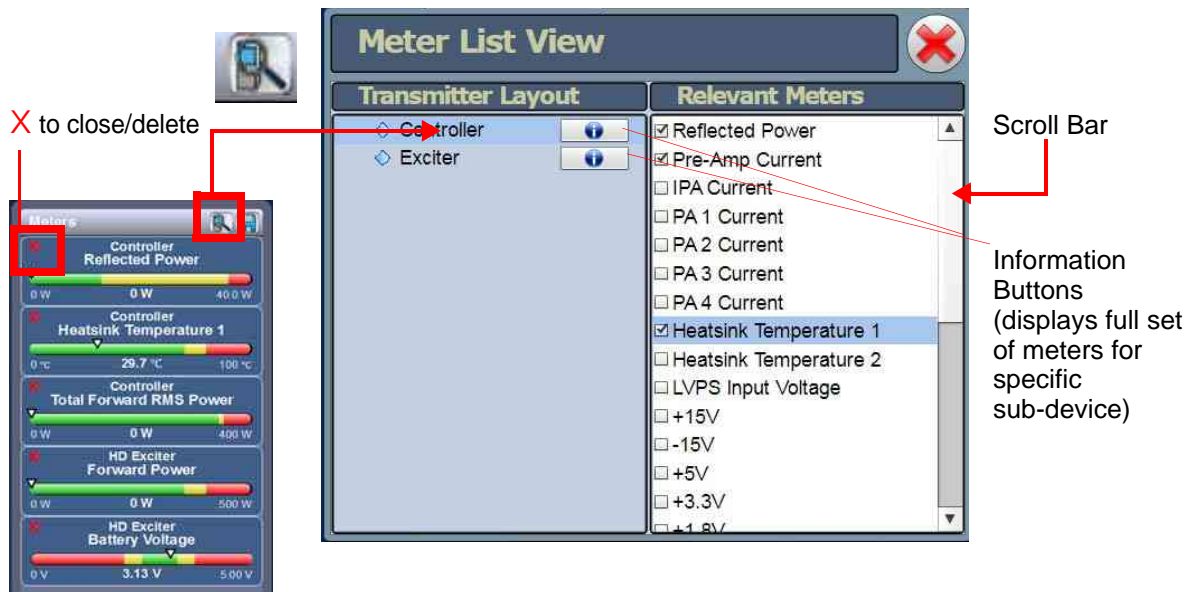 Meter List View
Transmitter Layout
Relevant Meters
Controller
Exciter
Reflected Power
Pre-Amp Current
IPA Current
PA 1 Current
PA 2 Current
PA 3 Current
PA 4 Current
Heatsink Temperature 1
Heatsink Temperature 2
LVPS Input Voltage
+15V
-15V
+5V
+3.3V
+1.8V
X to close/delete
Meters
Controller
Reflected Power
0 W 0 W 40.0 W
Controller
Heatsink Temperature 1
0 °C 29.7 °C 100 °C
Controller
Total Forward RMS Power
0 W 0 W 400 W
HD Exciter
Forward Power
0 W 0 W 500 W
HD Exciter
Battery Voltage
0 V 3.13 V 5.00 V
Scroll Bar
Information
Buttons
(displays full set
of meters for
specific
sub-device)